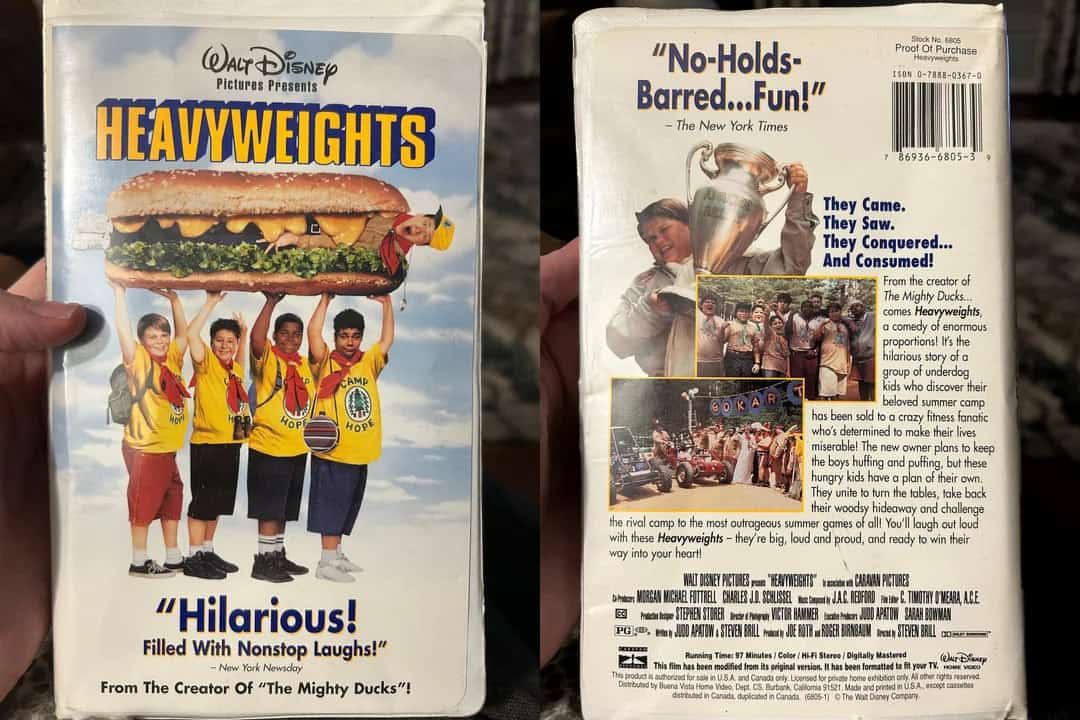 WALT DISNEY
Pictures Presents
HEAVYWEIGHTS
CAMP
HOPE
HOPE
HOPE
CAMP
HOPE
"Hilarious!
Filled With Nonstop Laughs!"
– New York Newsday
From The Creator Of "The Mighty Ducks"!
"No-Holds-
Barred...Fun!"
– The New York Times
Stock No. 6805
Proof Of Purchase
Heavyweights
ISBN 0-7888-0367-0
7 86936-6805-3 9
They Came.
They Saw.
They Conquered...
And Consumed!
From the creator of
The Mighty Ducks...
comes Heavyweights,
a comedy of enormous
proportions! It's the
hilarious story of a
group of underdog
kids who discover their
beloved summer camp
has been sold to a crazy fitness fanatic
who's determined to make their lives
miserable! The new owner plans to keep
the boys huffing and puffing, but these
hungry kids have a plan of their own.
They unite to turn the tables, take back
their woodsy hideaway and challenge
the rival camp to the most outrageous summer games of all! You'll laugh out loud
with these Heavyweights – they're big, loud and proud, and ready to win their
way into your heart!
GOKAR
WALT DISNEY PICTURES presents "HEAVYWEIGHTS" In association with CARAVAN PICTURES
Co-Producers MORGAN MICHAEL FOTTRELL CHARLES J.D. SCHLISSEL Music Composed by J.A.C. REDFORD Film Editor C. TIMOTHY O'MEARA, A.C.E.
CC Production Designer STEPHEN STORER Director of Photography VICTOR HAMMER Executive Producers JUDD APATOW SARAH BOWMAN
PG Written by JUDD APATOW & STEVEN BRILL Produced by JOE ROTH and ROGER BIRNBAUM Directed by STEVEN BRILL DOLBY SURROUND
CARAVAN
PICTURES
Running Time: 97 Minutes / Color / Hi-Fi Stereo / Digitally Mastered
This film has been modified from its original version. It has been formatted to fit your TV.
WALT DISNEY
HOME VIDEO
This product is authorized for sale in U.S.A. and Canada only. Licensed for private home exhibition only. All other rights reserved.
Distributed by Buena Vista Home Video, Dept. CS, Burbank, California 91521. Made and printed in U.S.A., except cassettes
distributed in Canada, duplicated in Canada. (6805-1) © The Walt Disney Company.